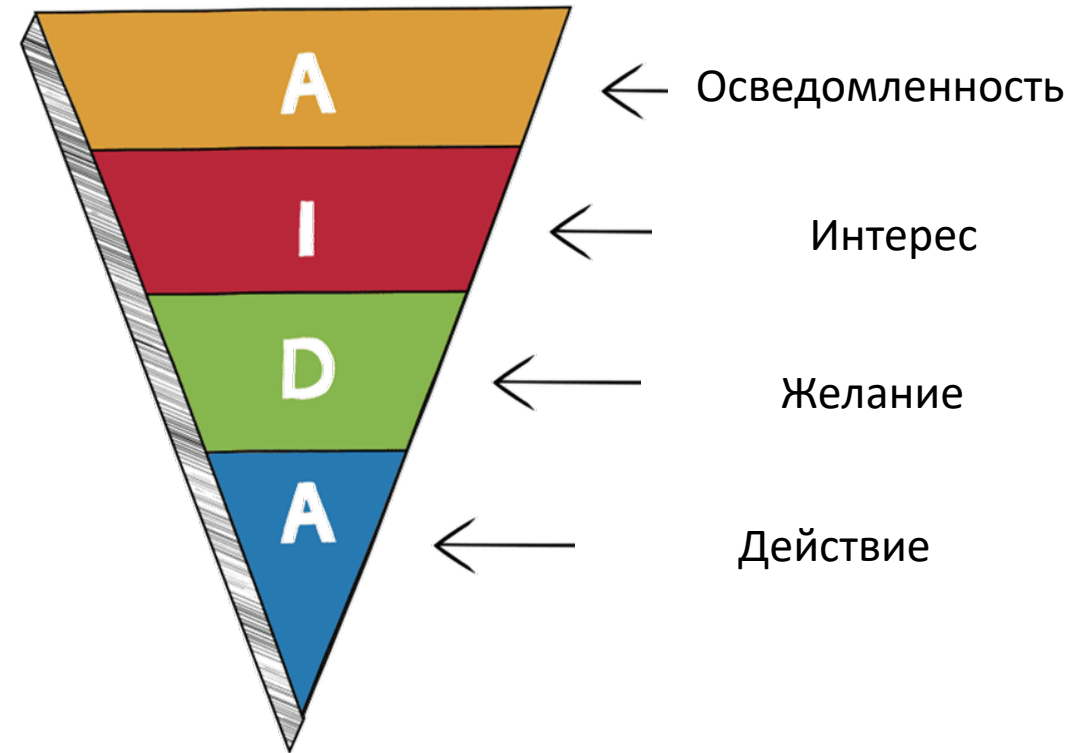 A
Осведомленность
I
Интерес
D
Желание
A
Действие